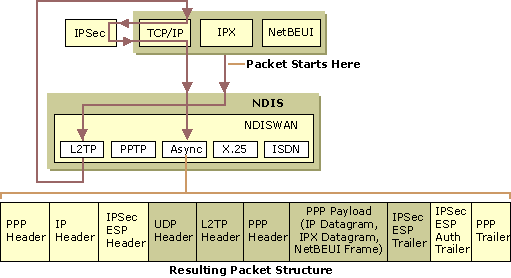 IPSec TCP/IP IPX NetBEUI
Packet Starts Here
NDIS
NDISWAN
L2TP PPTP Async X.25 ISDN
PPP Header
IP Header
IPSec ESP Header
UDP Header
L2TP Header
PPP Header
PPP Payload (IP Datagram, IPX Datagram, NetBEUI Frame)
IPSec ESP Trailer
IPSec ESP Auth Trailer
PPP Trailer
Resulting Packet Structure